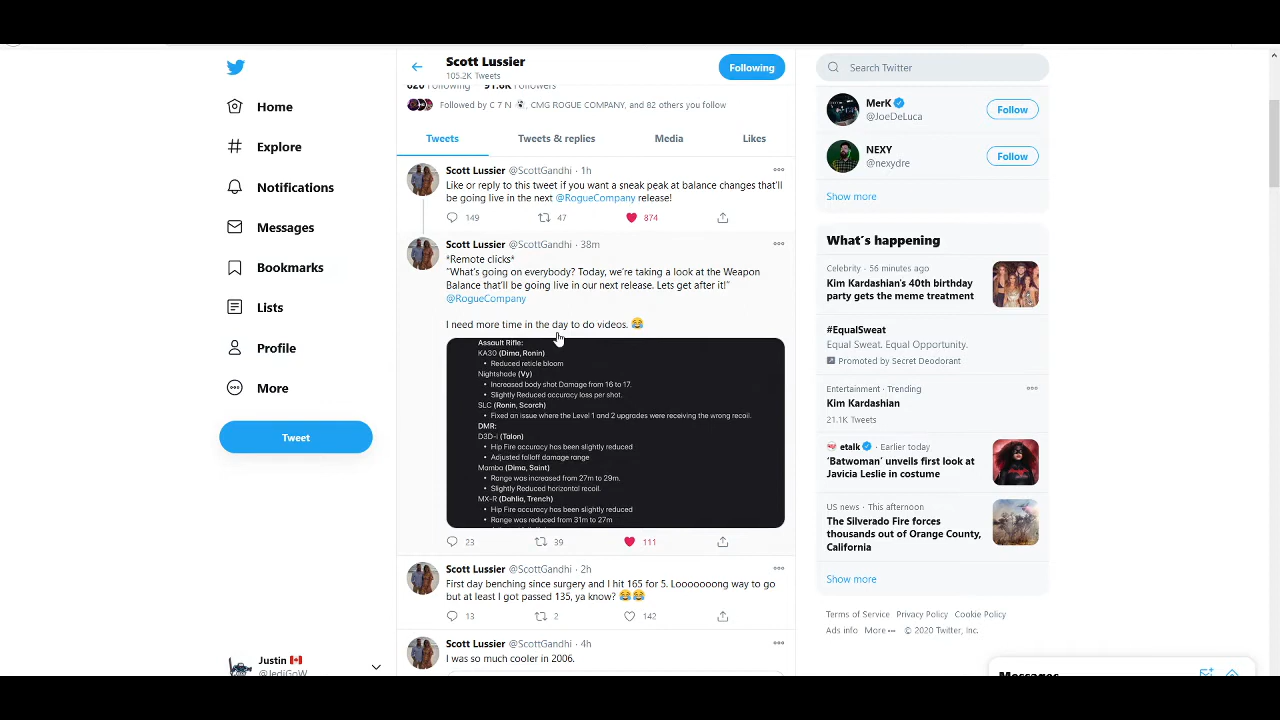 Home
Explore
Notifications
Messages
Bookmarks
Lists
Profile
More
Tweet
Justin
@JediGoW
Scott Lussier
105.2K Tweets
Following
Following 91.6K Followers
Followed by C 7 N, CMG ROGUE COMPANY, and 82 others you follow
Tweets
Tweets & replies
Media
Likes
Scott Lussier @ScottGandhi · 1h
Like or reply to this tweet if you want a sneak peak at balance changes that'll
be going live in the next @RogueCompany release!
149 47 874
Scott Lussier @ScottGandhi · 38m
*Remote clicks*
"What's going on everybody? Today, we're taking a look at the Weapon
Balance that'll be going live in our next release. Lets get after it!"
@RogueCompany
I need more time in the day to do videos. 😂
Assault Rifle:
KA30 (Dima, Ronin)
• Reduced reticle bloom
Nightshade (Vy)
• Increased body shot Damage from 16 to 17.
• Slightly Reduced accuracy loss per shot.
SLC (Ronin, Scorch)
• Fixed an issue where the Level 1 and 2 upgrades were receiving the wrong recoil.
DMR:
D3D-i (Talon)
• Hip Fire accuracy has been slightly reduced
• Adjusted falloff damage range
Mamba (Dima, Saint)
• Range was increased from 27m to 29m.
• Slightly Reduced horizontal recoil.
MX-R (Dahlia, Trench)
• Hip Fire accuracy has been slightly reduced
• Range was reduced from 31m to 27m
23 39 111
Scott Lussier @ScottGandhi · 2h
First day benching since surgery and I hit 165 for 5. Looooooong way to go
but at least I got passed 135, ya know? 😂😂
13 2 142
Scott Lussier @ScottGandhi · 4h
I was so much cooler in 2006.
Search Twitter
MerK
@JoeDeLuca
Follow
NEXY
@nexydre
Follow
Show more
What's happening
Celebrity · 56 minutes ago
Kim Kardashian's 40th birthday
party gets the meme treatment
#EqualSweat
Equal Sweat. Equal Opportunity.
Promoted by Secret Deodorant
Entertainment · Trending
Kim Kardashian
21.1K Tweets
etalk · Earlier today
'Batwoman' unveils first look at
Javicia Leslie in costume
US news · This afternoon
The Silverado Fire forces
thousands out of Orange County,
California
Show more
Terms of Service Privacy Policy Cookie Policy
Ads info More © 2020 Twitter, Inc.
Messages